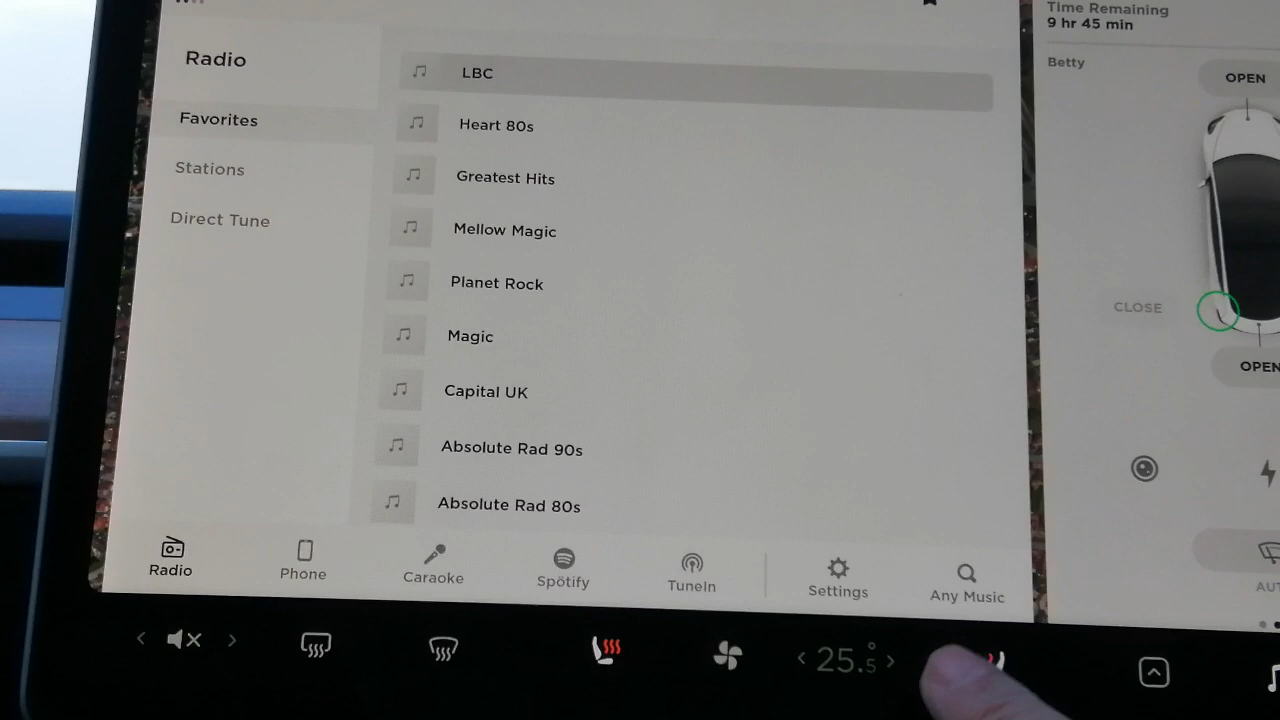 Radio
Favorites
Stations
Direct Tune
LBC
Heart 80s
Greatest Hits
Mellow Magic
Planet Rock
Magic
Capital UK
Absolute Rad 90s
Absolute Rad 80s
Radio
Phone
Caraoke
Spötify
TuneIn
Settings
Any Music
25.5°
Time Remaining
9 hr 45 min
Betty
OPEN
CLOSE
OPEN